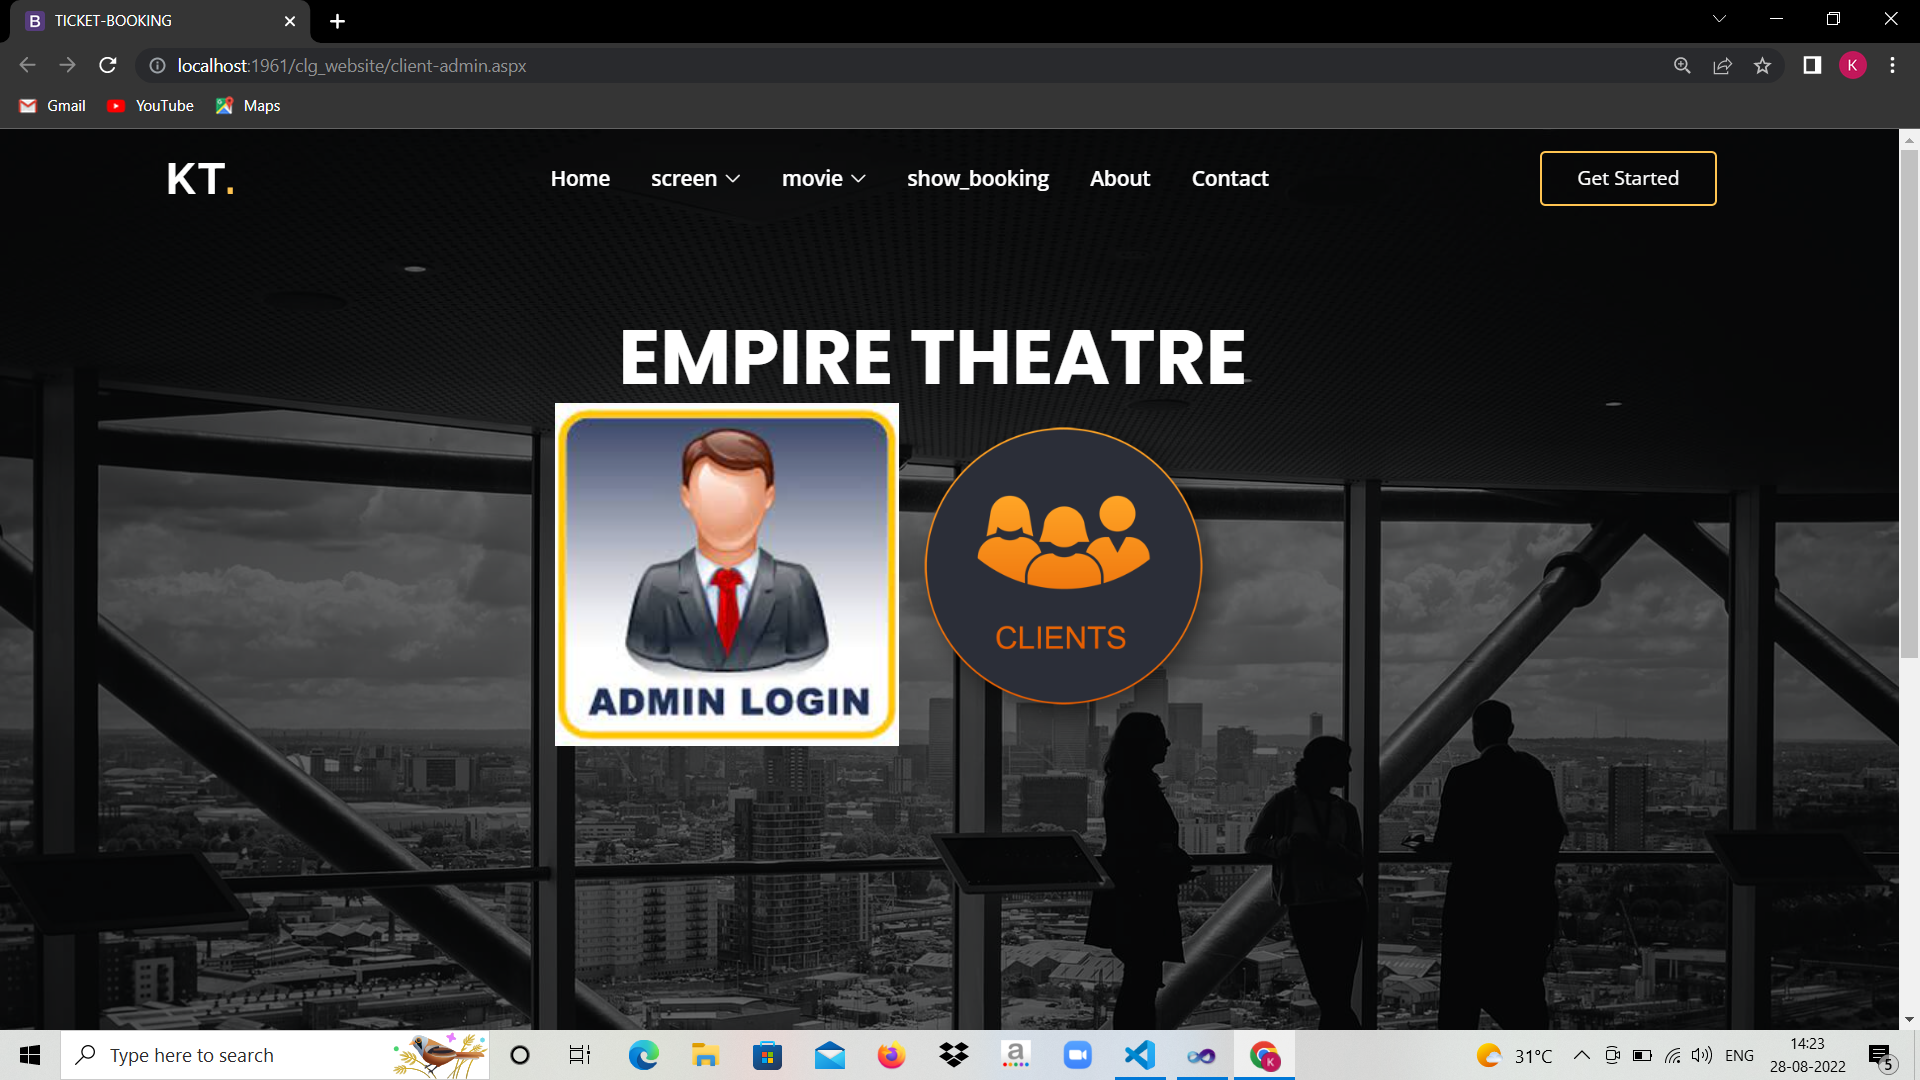 TICKET-BOOKING
localhost:1961/clg_website/client-admin.aspx
K
Gmail YouTube Maps
KT. Home screen movie show_booking About Contact Get Started
EMPIRE THEATRE
ADMIN LOGIN
CLIENTS
Type here to search
31°C ENG 14:23
28-08-2022
5